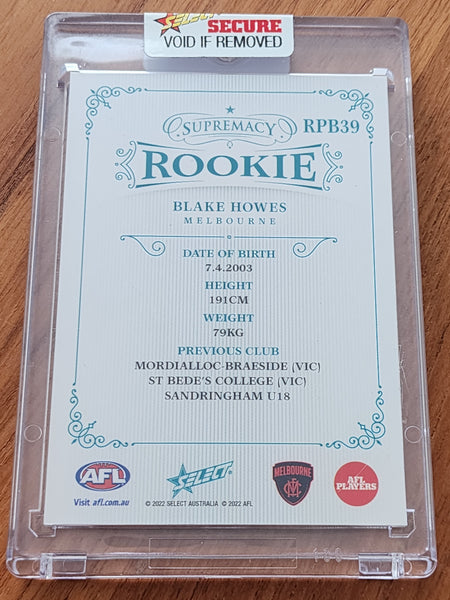 SELECT SECURE
VOID IF REMOVED
SUPREMACY RPB39
ROOKIE
BLAKE HOWES
MELBOURNE
DATE OF BIRTH
7.4.2003
HEIGHT
191CM
WEIGHT
79KG
PREVIOUS CLUB
MORDIALLOC-BRAESIDE (VIC)
ST BEDE'S COLLEGE (VIC)
SANDRINGHAM U18
AFL
Visit afl.com.au
SELECT
© 2022 SELECT AUSTRALIA © 2022 AFL
MELBOURNE
AFL
PLAYERS